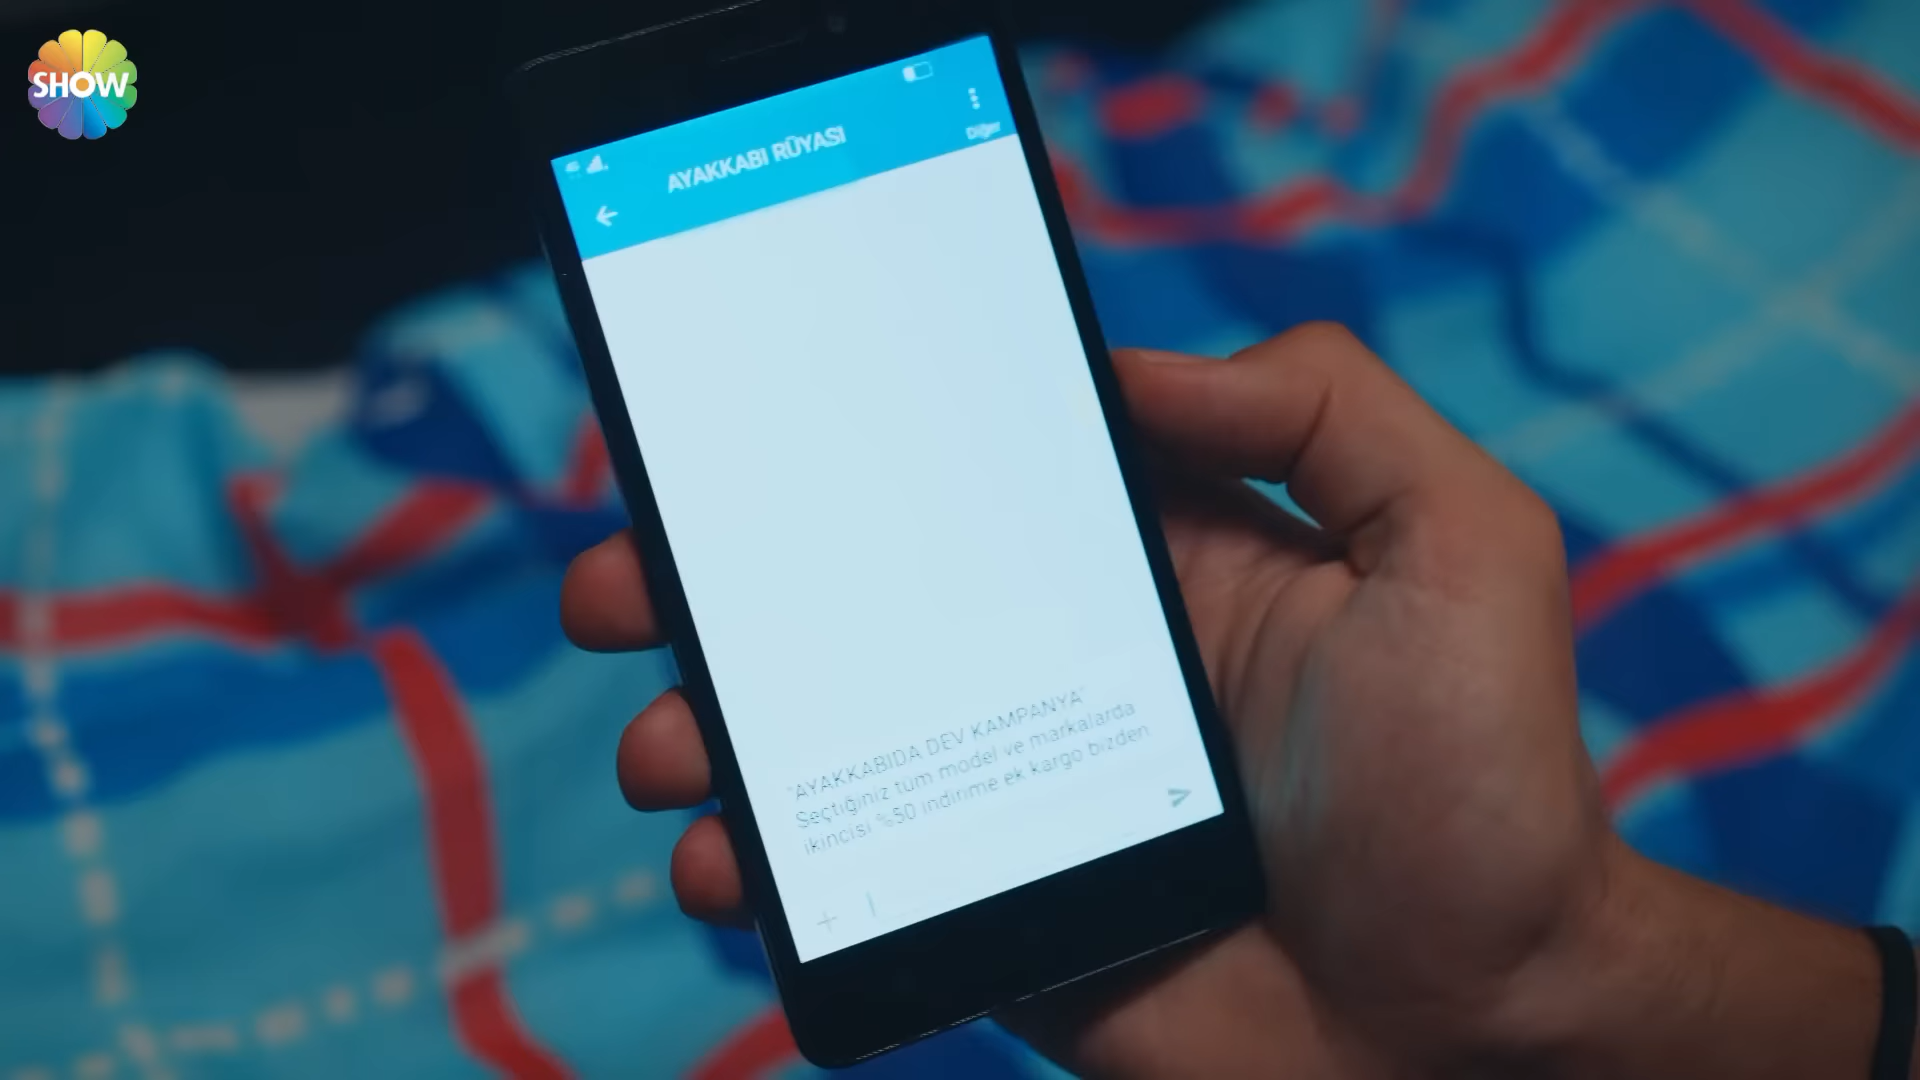 SHOW
AYAKKABI RÜYASI
Diğer
"AYAKKABIDA DEV KAMPANYA"
Seçtiğiniz tüm model ve markalarda
ikincisi %50 indirime ek kargo bizden